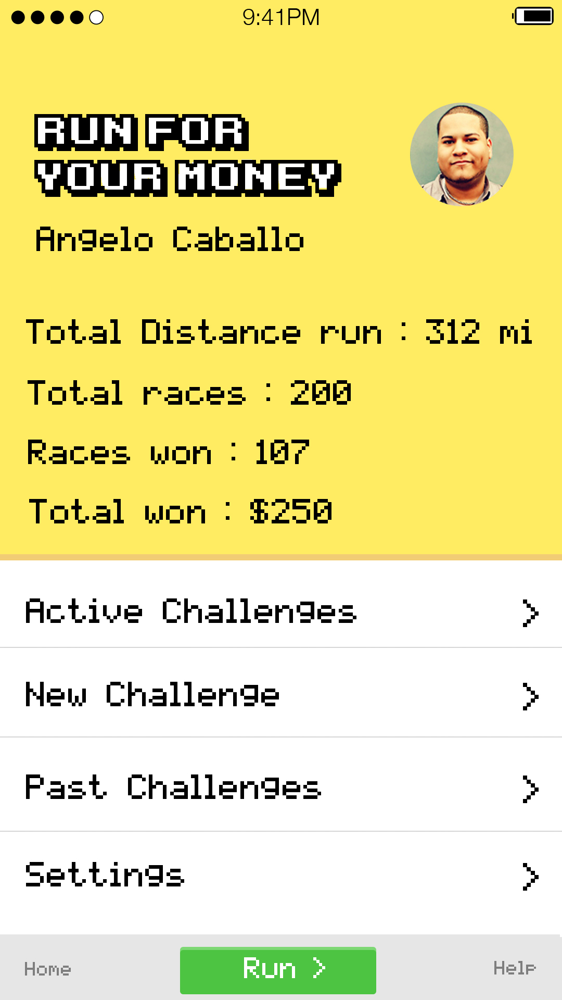 9:41PM
RUN FOR
YOUR MONEY
Angelo Caballo
Total Distance run : 312 mi
Total races : 200
Races won : 107
Total won : $250
Active Challenges >
New Challenge >
Past Challenges >
Settings >
Home Run > Help